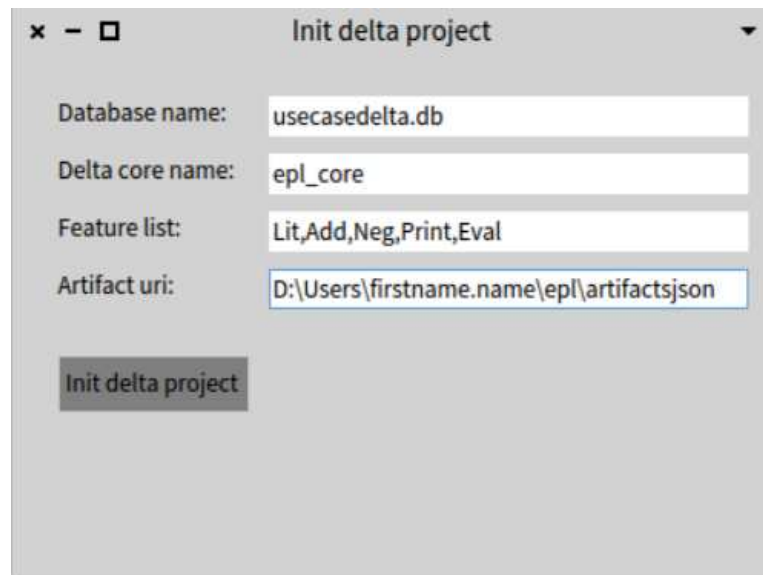 Init delta project
Database name: usecasedelta.db
Delta core name: epl_core
Feature list: Lit,Add,Neg,Print,Eval
Artifact uri: D:\Users\firstname.name\epl\artifactsjson
Init delta project